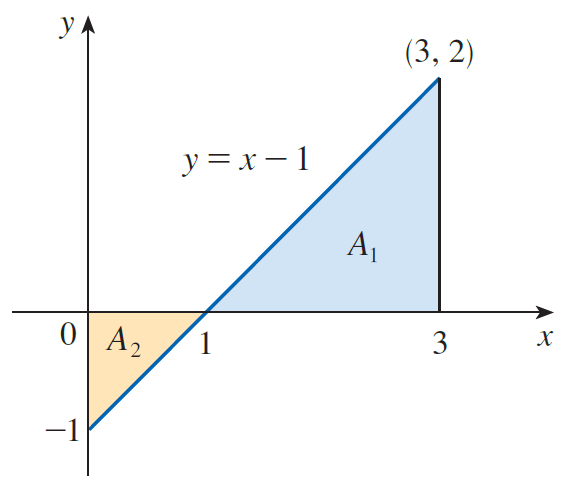 y
(3, 2)
y = x − 1
A₁
0
A₂
1
3
x
−1